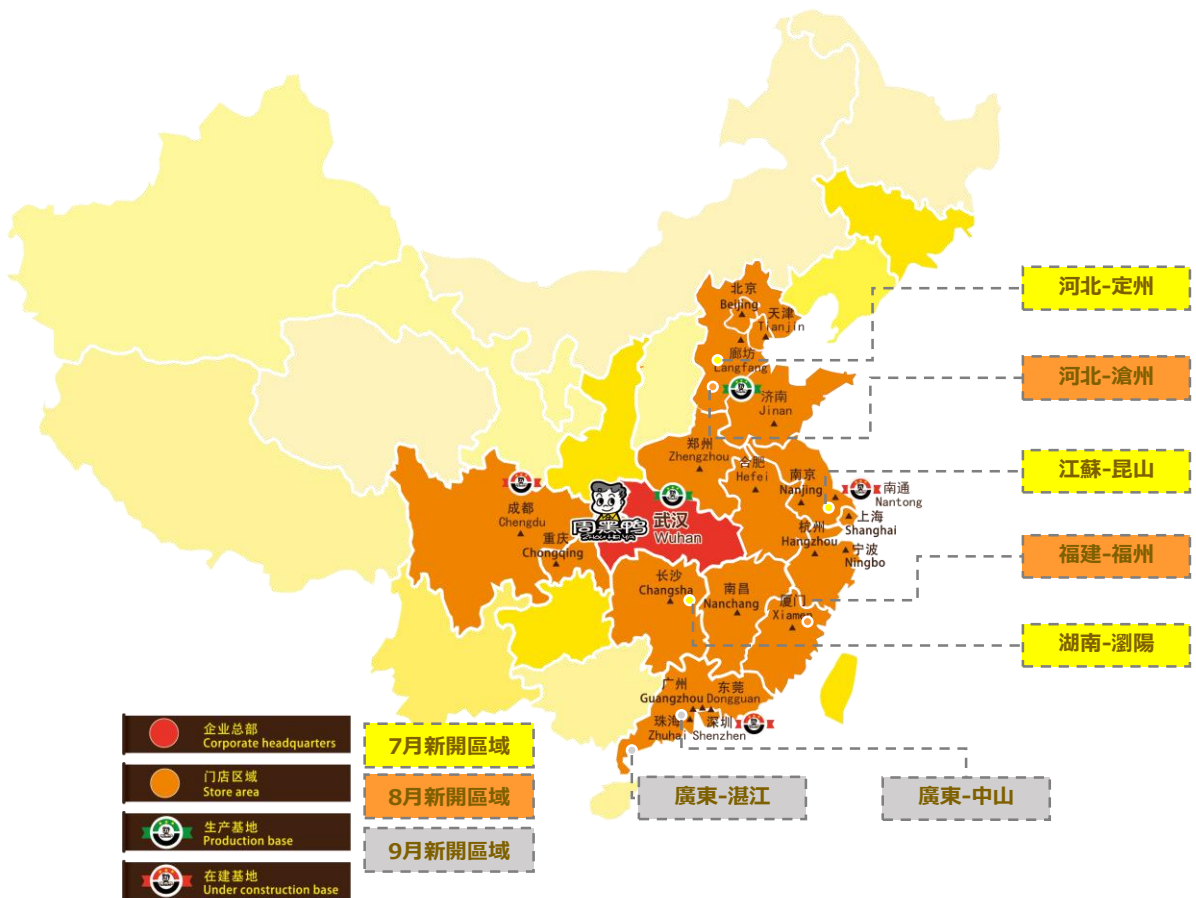 北京
Beijing
天津
Tianjin
廊坊
Langfang
济南
Jinan
郑州
Zhengzhou
合肥
Hefei
南京
Nanjing
南通
Nantong
上海
Shanghai
杭州
Hangzhou
宁波
Ningbo
成都
Chengdu
重庆
Chongqing
周黑鸭
武汉
Wuhan
长沙
Changsha
南昌
Nanchang
厦门
Xiamen
广州
Guangzhou
东莞
Dongguan
珠海
Zhuhai
深圳
Shenzhen
河北-定州
河北-滄州
江蘇-昆山
福建-福州
湖南-瀏陽
廣東-湛江
廣東-中山
企业总部
Corporate headquarters
门店区域
Store area
生产基地
Production base
在建基地
Under construction base
7月新開區域
8月新開區域
9月新開區域